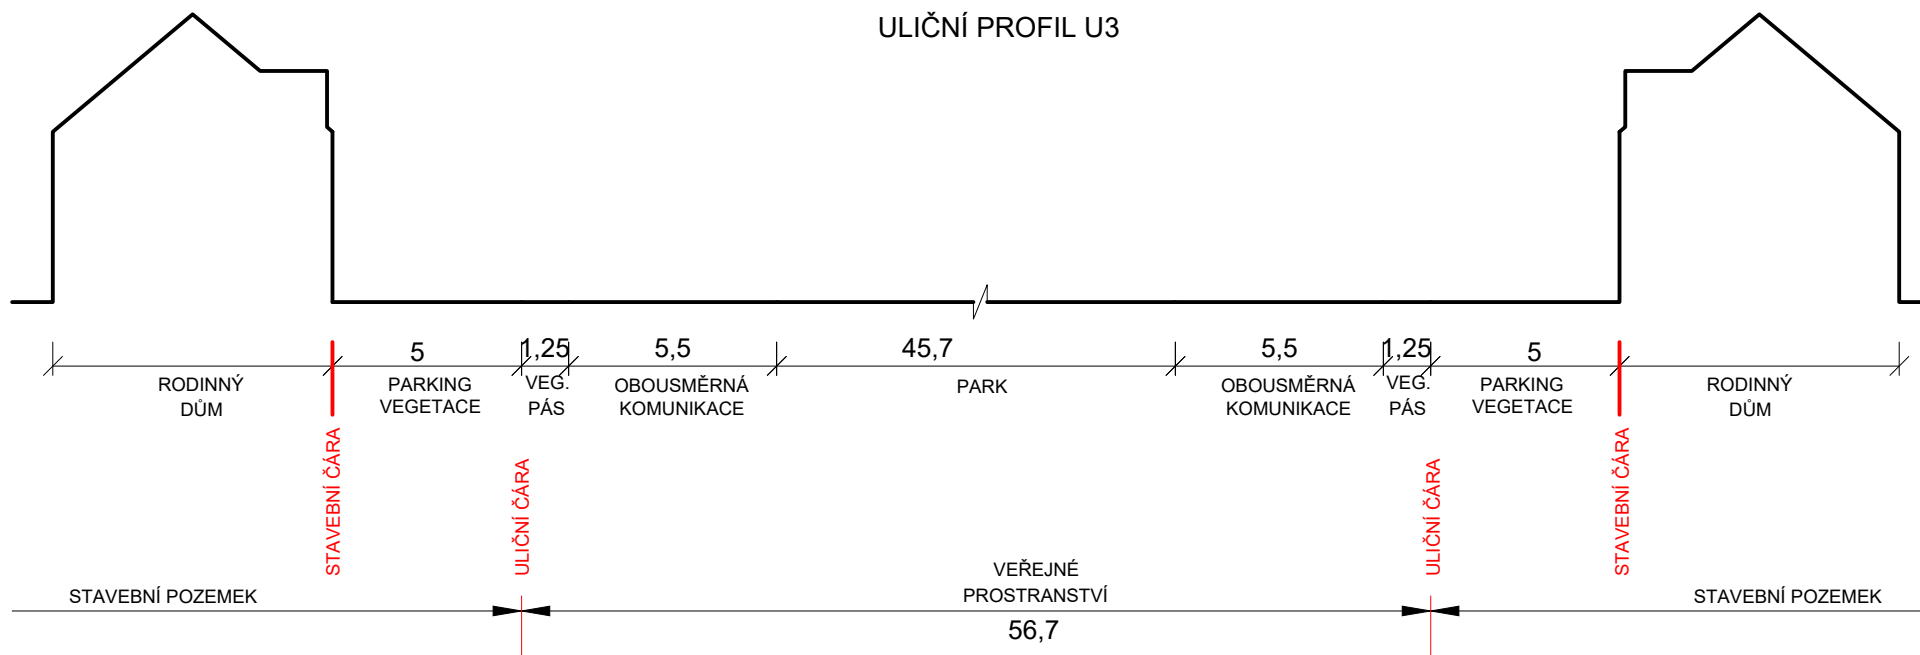 ULIČNÍ PROFIL U3
5
1,25
5,5
45,7
5,5
1,25
5
RODINNÝ
DŮM
PARKING
VEGETACE
VEG.
PÁS
OBOUSMĚRNÁ
KOMUNIKACE
PARK
OBOUSMĚRNÁ
KOMUNIKACE
VEG.
PÁS
PARKING
VEGETACE
RODINNÝ
DŮM
STAVEBNÍ ČÁRA
ULIČNÍ ČÁRA
ULIČNÍ ČÁRA
STAVEBNÍ ČÁRA
STAVEBNÍ POZEMEK
VEŘEJNÉ
PROSTRANSTVÍ
56,7
STAVEBNÍ POZEMEK